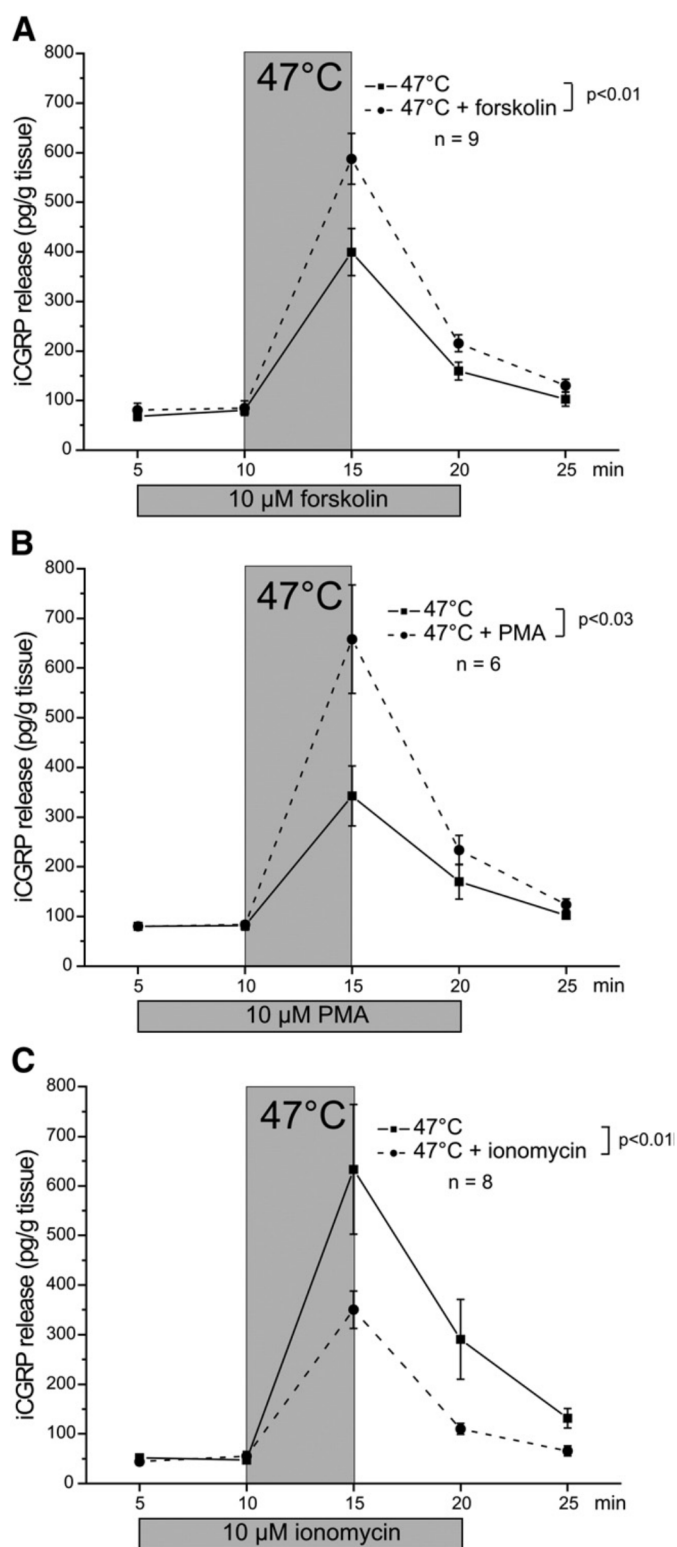 A
800
700
600
500
400
300
200
100
0
iCGRP release (pg/g tissue)
47°C
47°C
47°C + forskolin
p<0.01
n = 9
5 10 15 20 25 min
10 µM forskolin
B
800
700
600
500
400
300
200
100
0
iCGRP release (pg/g tissue)
47°C
47°C
47°C + PMA
p<0.03
n = 6
5 10 15 20 25 min
10 µM PMA
C
800
700
600
500
400
300
200
100
0
iCGRP release (pg/g tissue)
47°C
47°C
47°C + ionomycin
p<0.01
n = 8
5 10 15 20 25 min
10 µM ionomycin